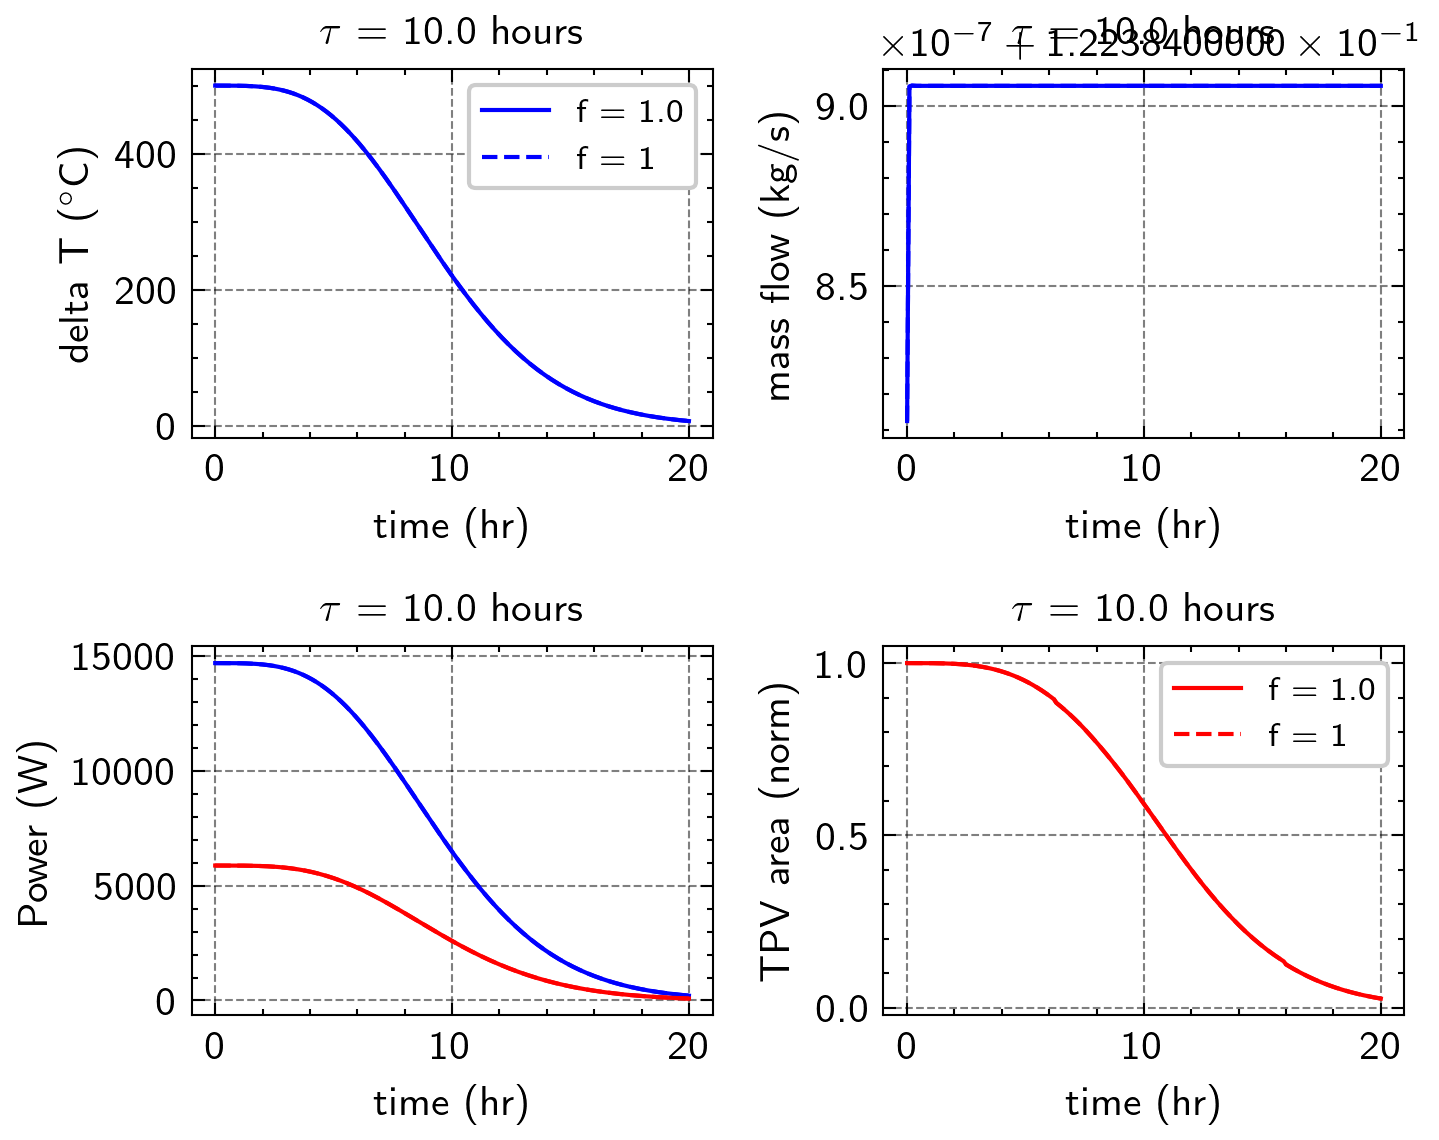 τ = 10.0 hours
delta T (°C)
400
200
0
f = 1.0
f = 1
0 10 20
time (hr)
τ = 10.0 hours
×10⁻⁷ + 1.2238400000 × 10⁻¹
mass flow (kg/s)
9.0
8.5
0 10 20
time (hr)
τ = 10.0 hours
Power (W)
15000
10000
5000
0
0 10 20
time (hr)
τ = 10.0 hours
TPV area (norm)
1.0
0.5
0.0
f = 1.0
f = 1
0 10 20
time (hr)